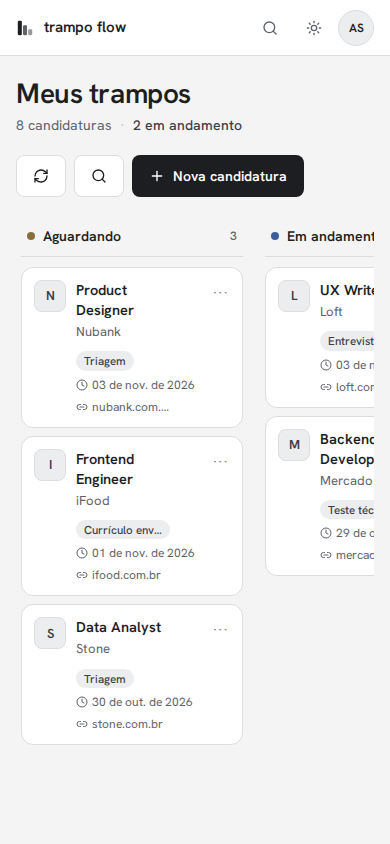 trampo flow
AS
Meus trampos
8 candidaturas · 2 em andamento
Nova candidatura
Aguardando 3
N
Product
Designer
Nubank
Triagem
03 de nov. de 2026
nubank.com....
I
Frontend
Engineer
iFood
Currículo env...
01 de nov. de 2026
ifood.com.br
S
Data Analyst
Stone
Triagem
30 de out. de 2026
stone.com.br
Em andament
L
UX Write
Loft
Entrevist
03 de n
loft.com
M
Backend
Develop
Mercado
Teste téc
29 de o
mercad